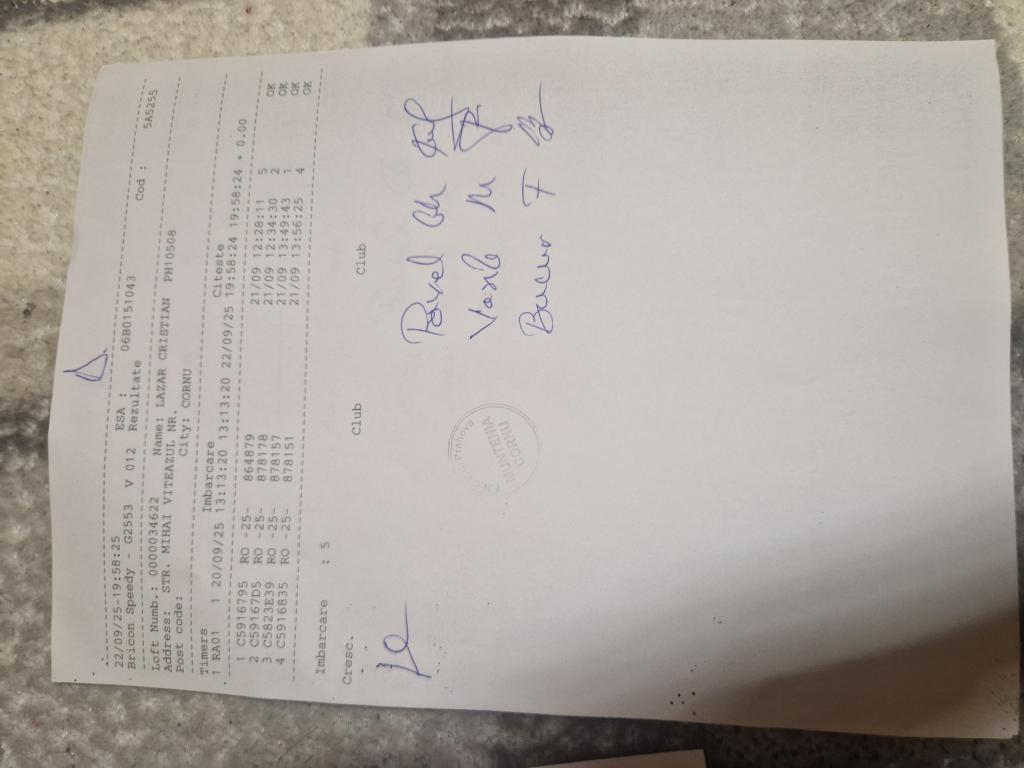 22/09/25-19:58:25 ESA :
Bricon Speedy - G2553 V 012 Rezultate 06B0151043 Cod : 5A5255
Loft Numb.: 0000034622 Name: LAZAR CRISTIAN PH10508
Address: STR. MIHAI VITEAZUL NR.
Post code: City: CORNU
Timers Imbarcare Citeste
1 RA01 1 20/09/25 13:13:20 13:13:20 22/09/25 19:58:24 19:58:24 + 0.00
1 C5916795 RO -25- 864879 21/09 12:28:11 5 OK
2 C59167D5 RO -25- 878178 21/09 12:34:30 2 OK
3 C5823E39 RO -25- 878157 21/09 13:49:43 1 OK
4 C5916835 RO -25- 878151 21/09 13:56:25 4 OK
Imbarcare : 5
Cresc. Club Club
Pavel Gh
Vasile M
F
Prahova
MUNTENIA
CORNU